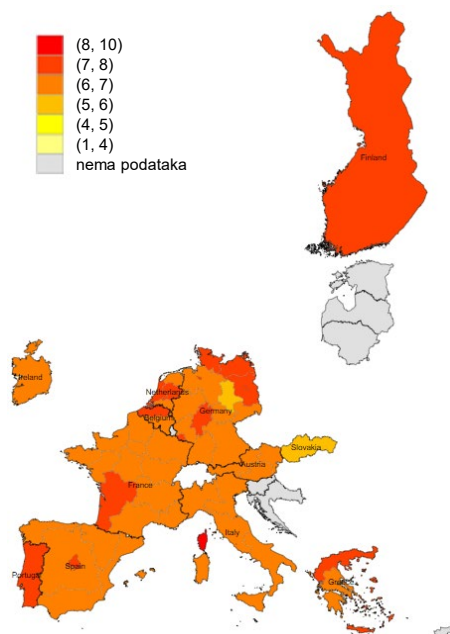 (8, 10)
(7, 8)
(6, 7)
(5, 6)
(4, 5)
(1, 4)
nema podataka
Finland
Ireland
Netherlands
Belgium
Germany
Slovakia
Austria
France
Italy
Spain
Portugal
Greece